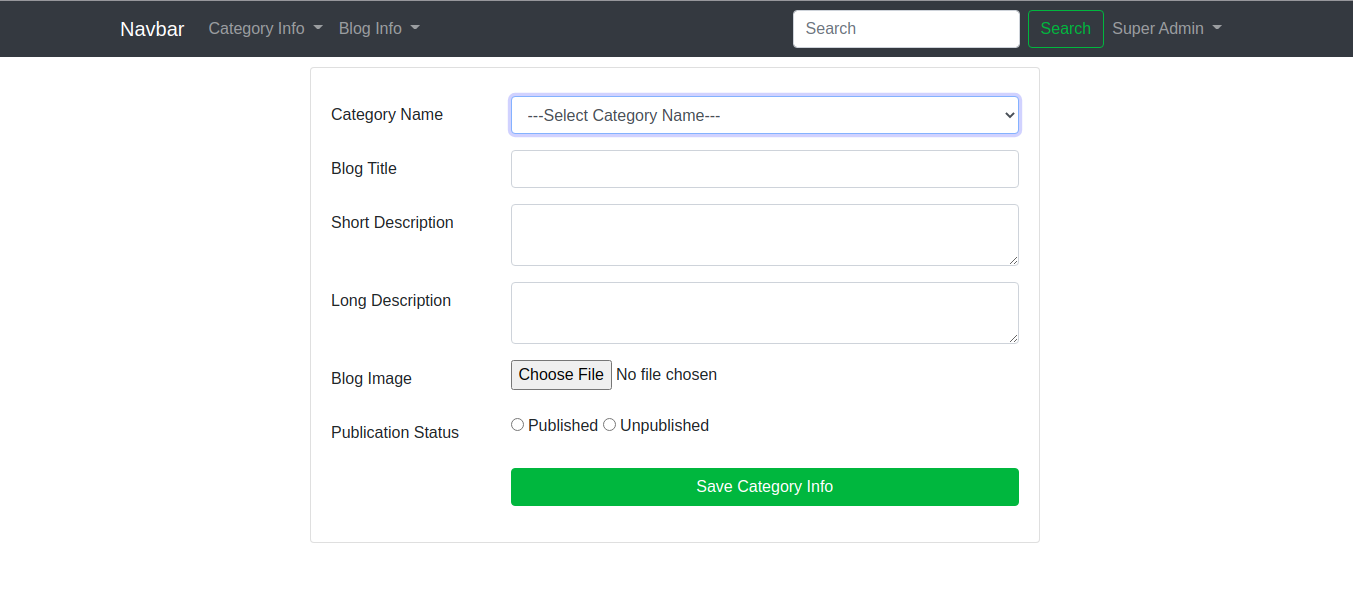 Navbar Category Info Blog Info Search Search Super Admin
Category Name ---Select Category Name---
Blog Title
Short Description
Long Description
Blog Image Choose File No file chosen
Publication Status Published Unpublished
Save Category Info